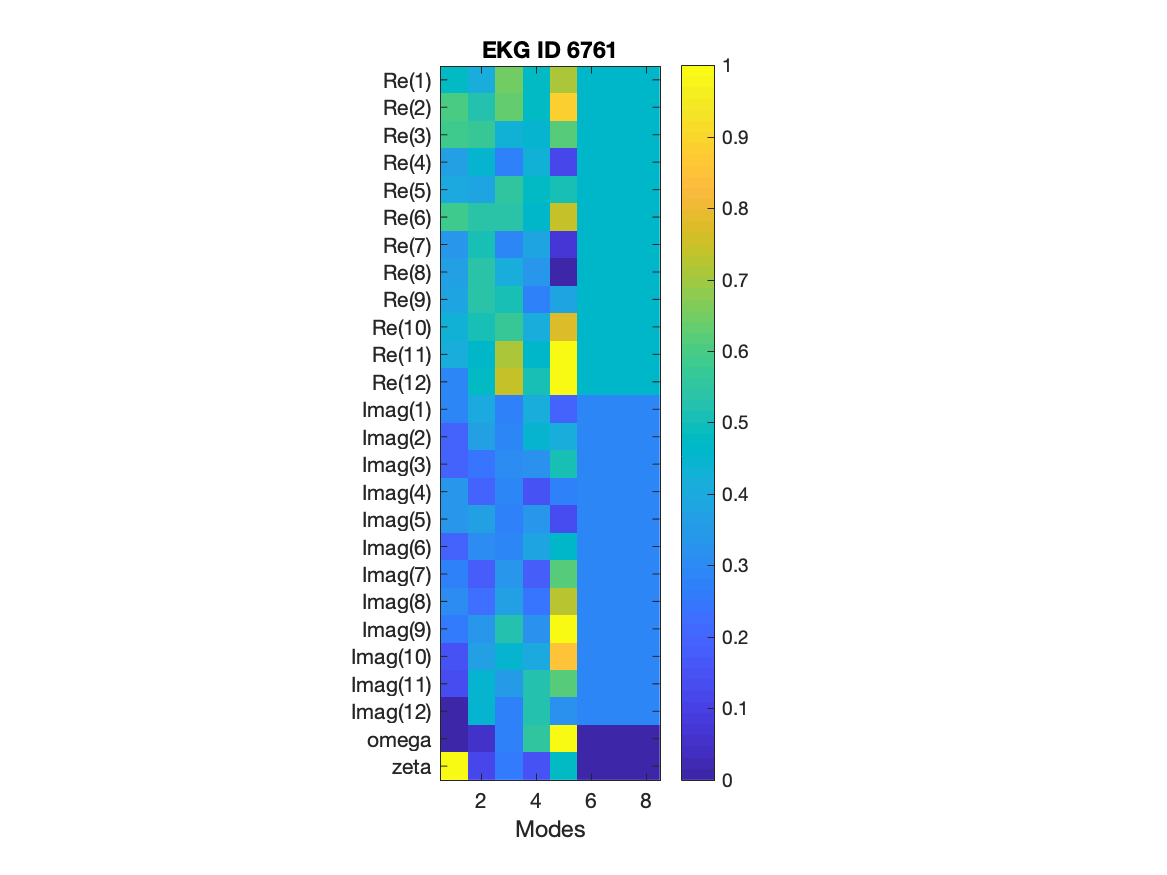 EKG ID 6761
Re(1)
Re(2)
Re(3)
Re(4)
Re(5)
Re(6)
Re(7)
Re(8)
Re(9)
Re(10)
Re(11)
Re(12)
Imag(1)
Imag(2)
Imag(3)
Imag(4)
Imag(5)
Imag(6)
Imag(7)
Imag(8)
Imag(9)
Imag(10)
Imag(11)
Imag(12)
omega
zeta
2 4 6 8
Modes
1
0.9
0.8
0.7
0.6
0.5
0.4
0.3
0.2
0.1
0